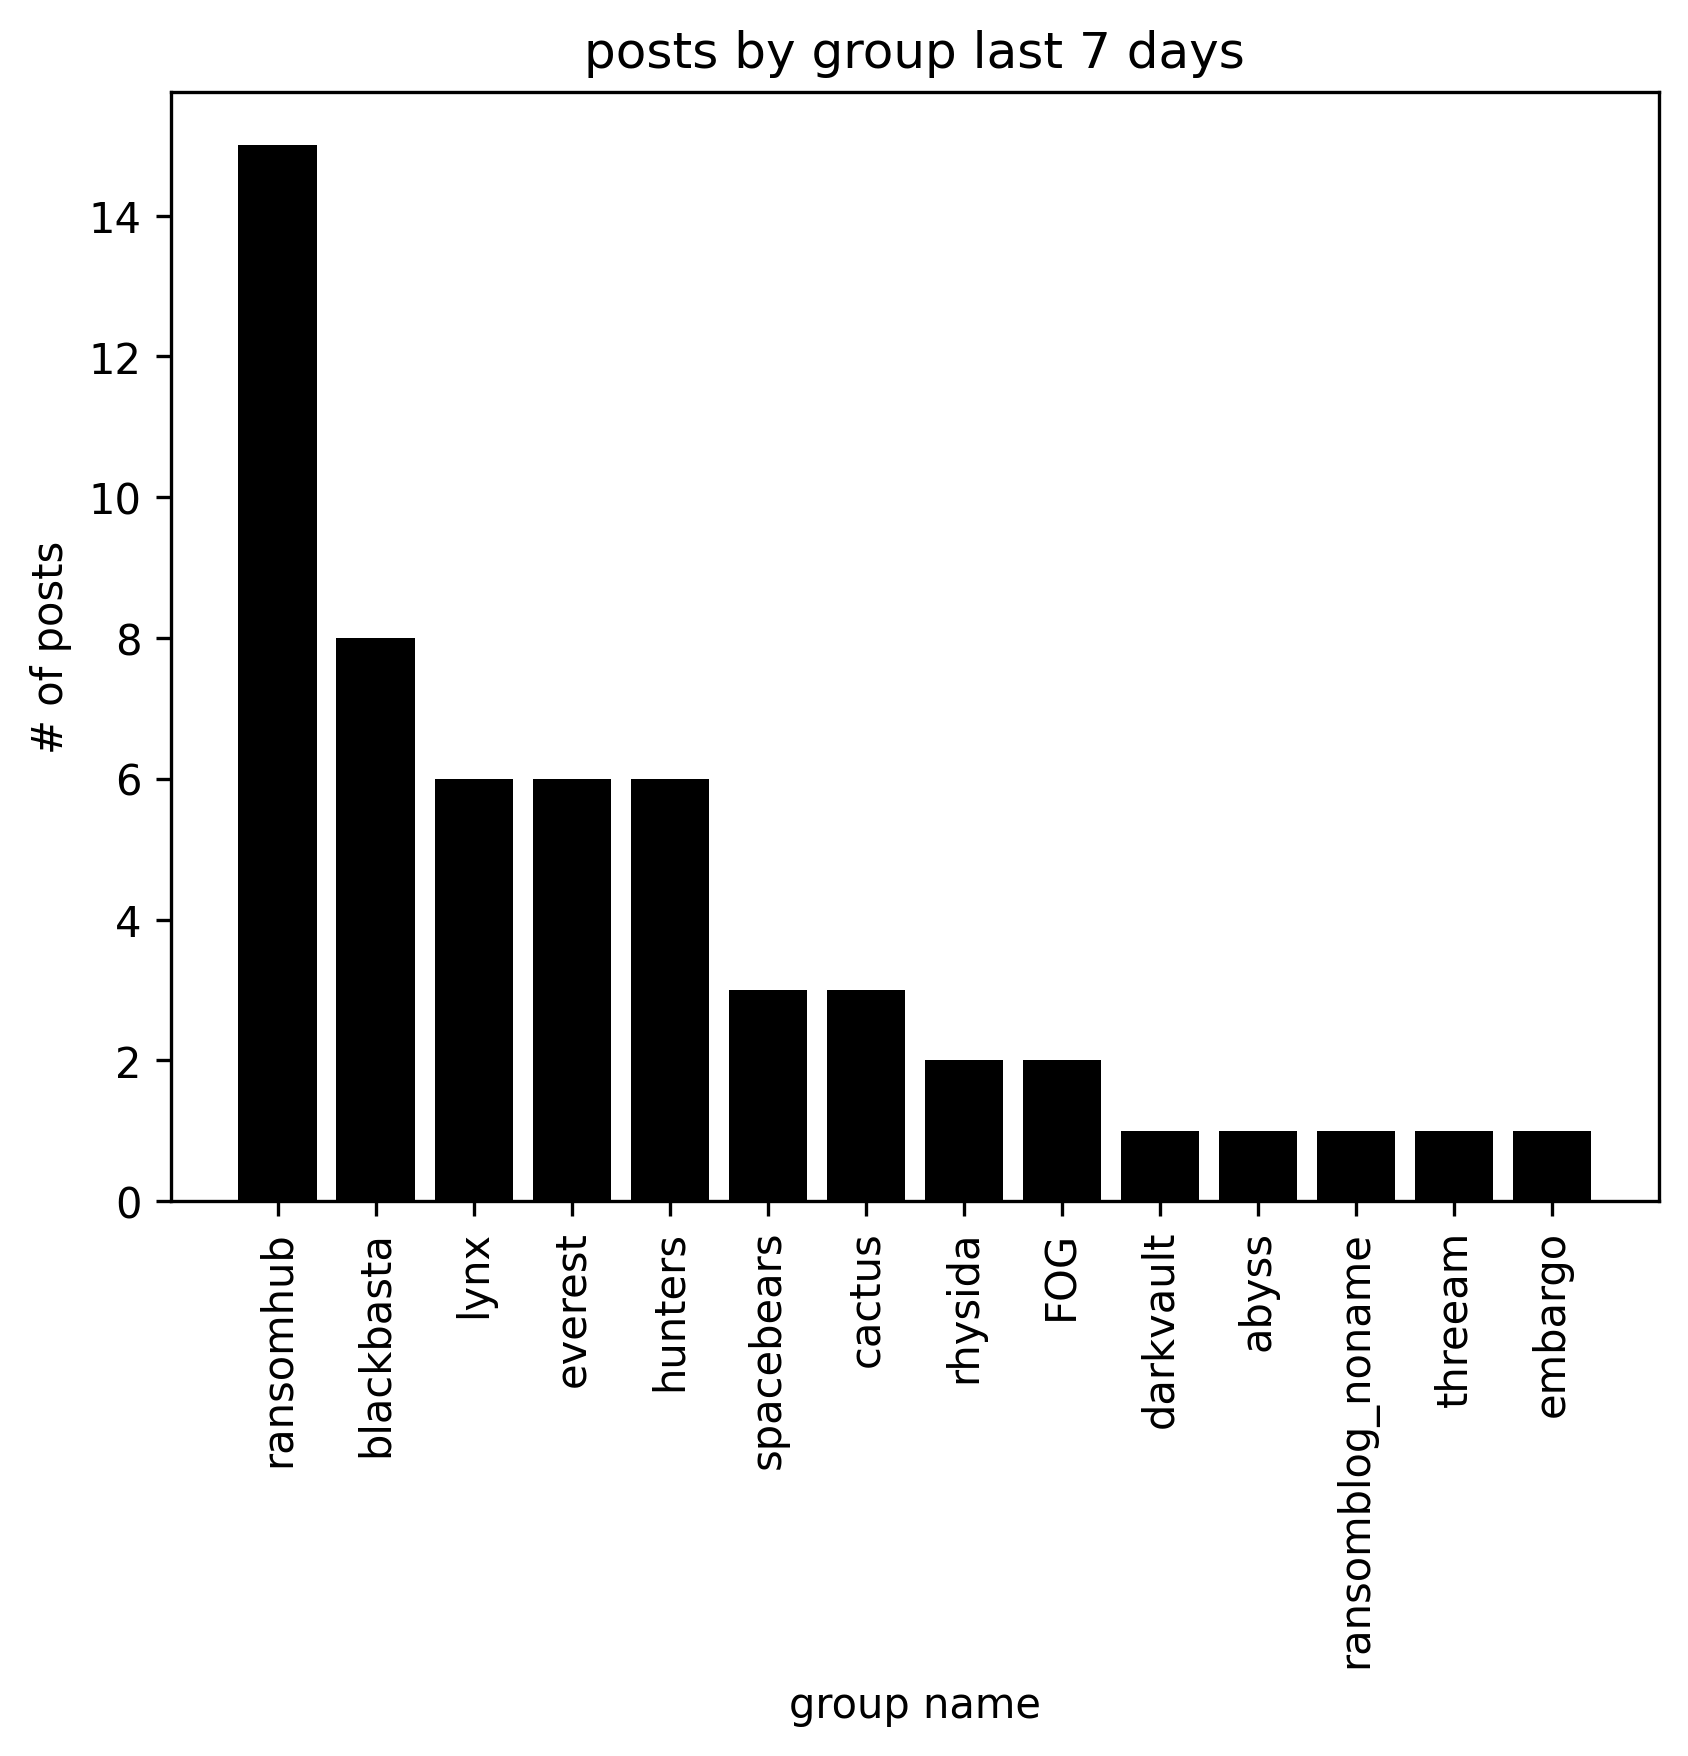 posts by group last 7 days
# of posts
14
12
10
8
6
4
2
0
ransomhub
blackbasta
lynx
everest
hunters
spacebears
cactus
rhysida
FOG
darkvault
abyss
ransomblog_noname
threeam
embargo
group name